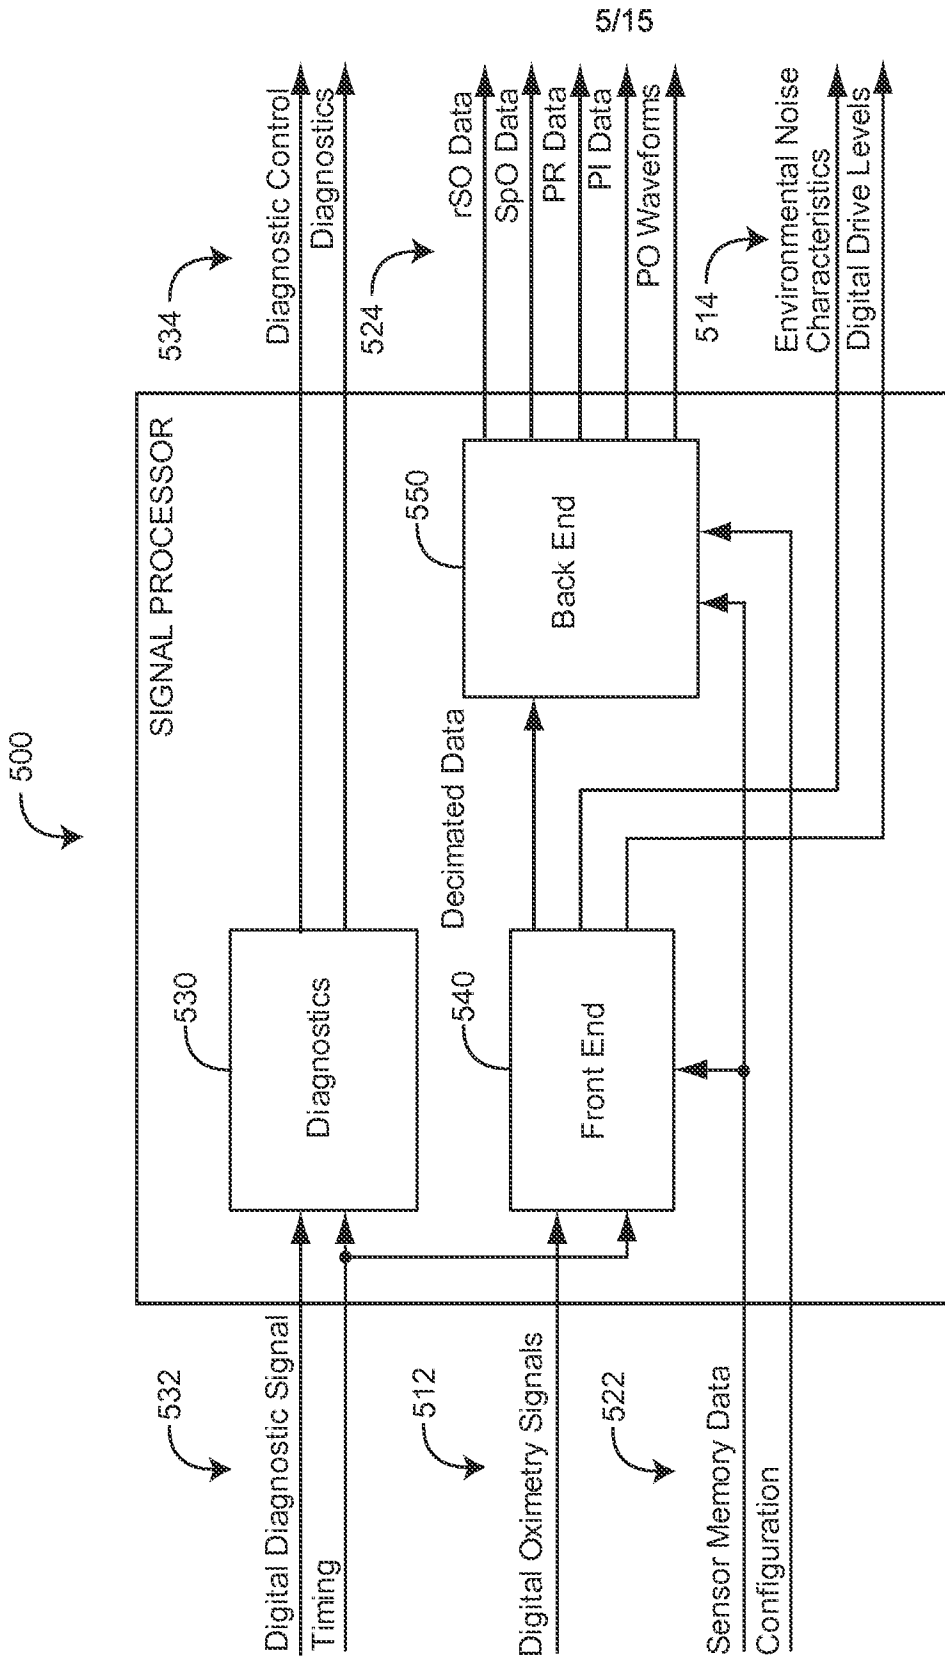 5/15
500
SIGNAL PROCESSOR
532
Digital Diagnostic Signal
Timing
530
Diagnostics
534
Diagnostic Control
Diagnostics
512
Digital Oximetry Signals
540
Front End
Decimated Data
550
Back End
524
rSO Data
SpO Data
PR Data
PI Data
PO Waveforms
522
Sensor Memory Data
Configuration
514
Environmental Noise
Characteristics
Digital Drive Levels